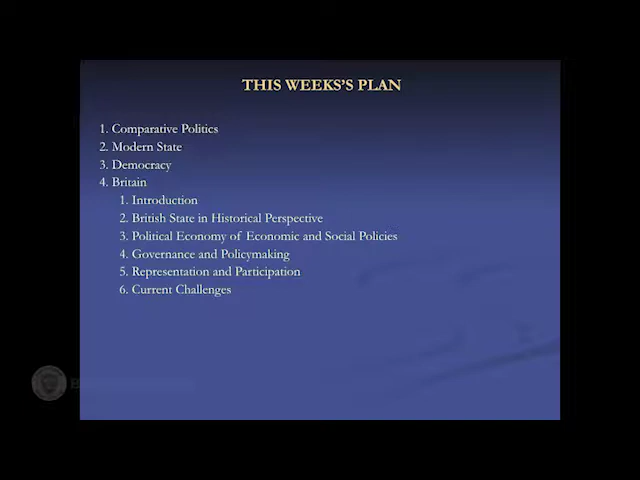 THIS WEEKS'S PLAN
1. Comparative Politics
2. Modern State
3. Democracy
4. Britain
1. Introduction
2. British State in Historical Perspective
3. Political Economy of Economic and Social Policies
4. Governance and Policymaking
5. Representation and Participation
6. Current Challenges